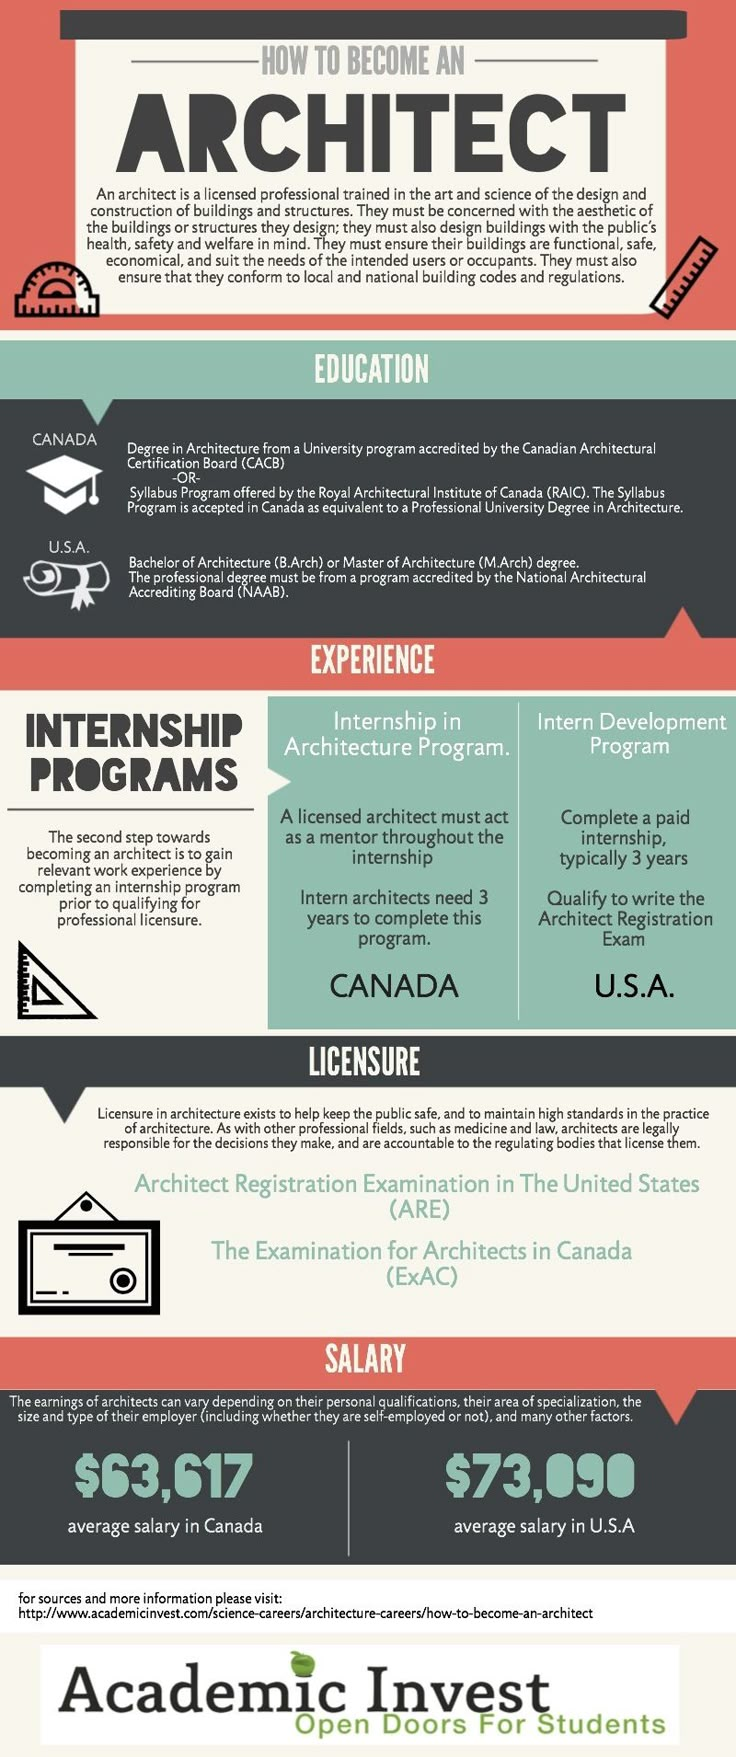 HOW TO BECOME AN
ARCHITECT
An architect is a licensed professional trained in the art and science of the design and
construction of buildings and structures. They must be concerned with the aesthetic of
the buildings or structures they design; they must also design buildings with the public's
health, safety and welfare in mind. They must ensure their buildings are functional, safe,
economical, and suit the needs of the intended users or occupants. They must also
ensure that they conform to local and national building codes and regulations.
EDUCATION
CANADA
Degree in Architecture from a University program accredited by the Canadian Architectural
Certification Board (CACB)
-OR-
Syllabus Program offered by the Royal Architectural Institute of Canada (RAIC). The Syllabus
Program is accepted in Canada as equivalent to a Professional University Degree in Architecture.
U.S.A.
Bachelor of Architecture (B.Arch) or Master of Architecture (M.Arch) degree.
The professional degree must be from a program accredited by the National Architectural
Accrediting Board (NAAB).
EXPERIENCE
INTERNSHIP
PROGRAMS
The second step towards
becoming an architect is to gain
relevant work experience by
completing an internship program
prior to qualifying for
professional licensure.
Internship in
Architecture Program.
A licensed architect must act
as a mentor throughout the
internship
Intern architects need 3
years to complete this
program.
CANADA
Intern Development
Program
Complete a paid
internship,
typically 3 years
Qualify to write the
Architect Registration
Exam
U.S.A.
LICENSURE
Licensure in architecture exists to help keep the public safe, and to maintain high standards in the practice
of architecture. As with other professional fields, such as medicine and law, architects are legally
responsible for the decisions they make, and are accountable to the regulating bodies that license them.
Architect Registration Examination in The United States
(ARE)
The Examination for Architects in Canada
(ExAC)
SALARY
The earnings of architects can vary depending on their personal qualifications, their area of specialization, the
size and type of their employer (including whether they are self-employed or not), and many other factors.
$63,617
average salary in Canada
$73,090
average salary in U.S.A
for sources and more information please visit:
http://www.academicinvest.com/science-careers/architecture-careers/how-to-become-an-architect
Academic Invest
Open Doors For Students